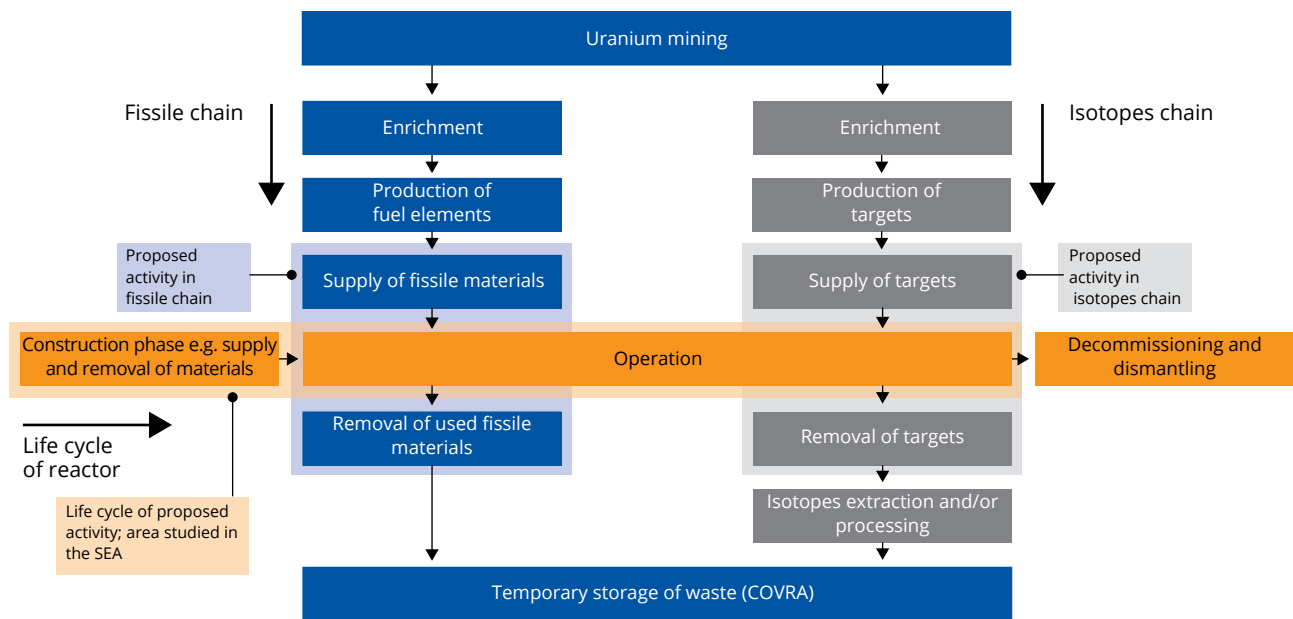 Uranium mining
Fissile chain
Isotopes chain
Enrichment
Enrichment
Production of
fuel elements
Production of
targets
Proposed
activity in
fissile chain
Supply of fissile materials
Supply of targets
Proposed
activity in
isotopes chain
Construction phase e.g. supply
and removal of materials
Operation
Decommissioning and
dismantling
Life cycle
of reactor
Removal of used fissile
materials
Removal of targets
Life cycle of proposed
activity; area studied in
the SEA
Isotopes extraction and/or
processing
Temporary storage of waste (COVRA)